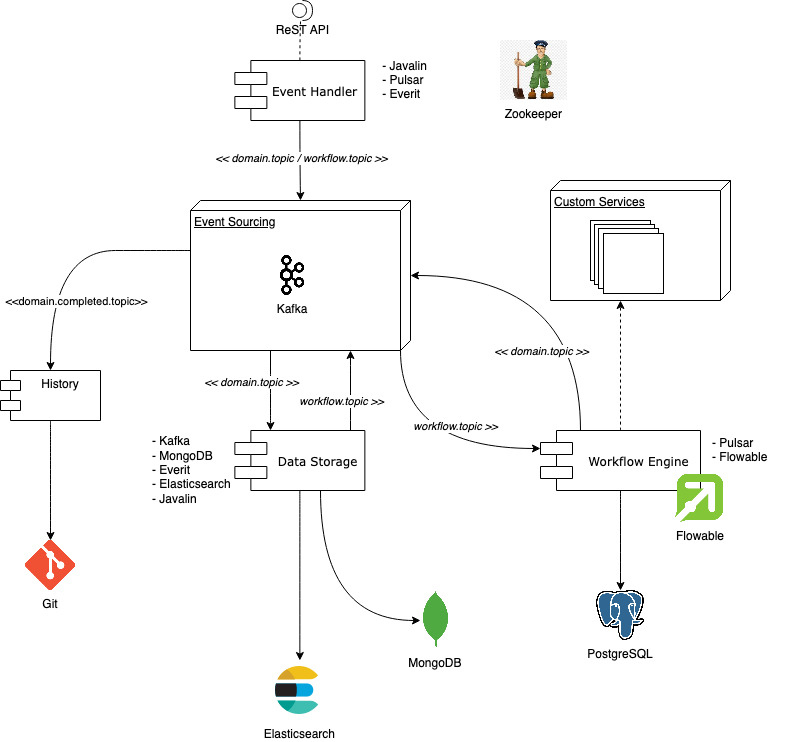 ReST API
Event Handler
- Javalin
- Pulsar
- Everit
Zookeeper
<< domain.topic / workflow.topic >>
Event Sourcing
Kafka
Custom Services
<<domain.completed.topic>>
<< domain.topic >>
History
<< domain.topic >>
workflow.topic >>
workflow.topic >>
- Kafka
- MongoDB
- Everit
- Elasticsearch
- Javalin
Data Storage
Workflow Engine
- Pulsar
- Flowable
Flowable
Git
MongoDB
PostgreSQL
Elasticsearch